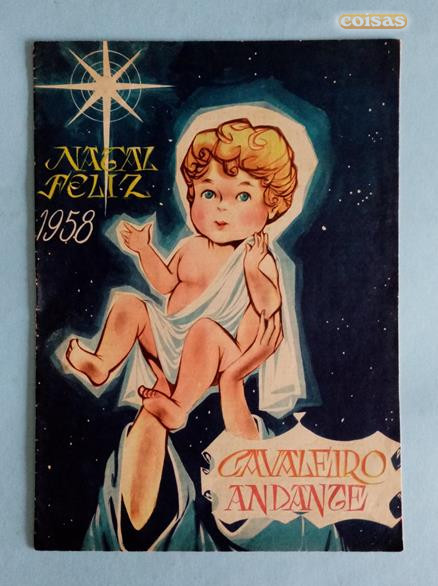 coisas
NATAL
FELIZ
1958
CAVALEIRO
ANDANTE